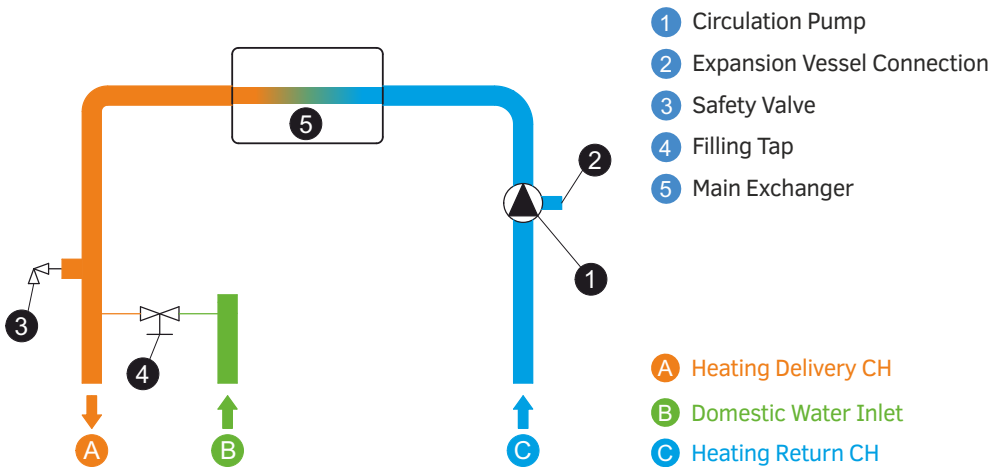 1 Circulation Pump
2 Expansion Vessel Connection
3 Safety Valve
4 Filling Tap
5 Main Exchanger
5
2
1
3
4
A Heating Delivery CH
B Domestic Water Inlet
C Heating Return CH
A
B
C